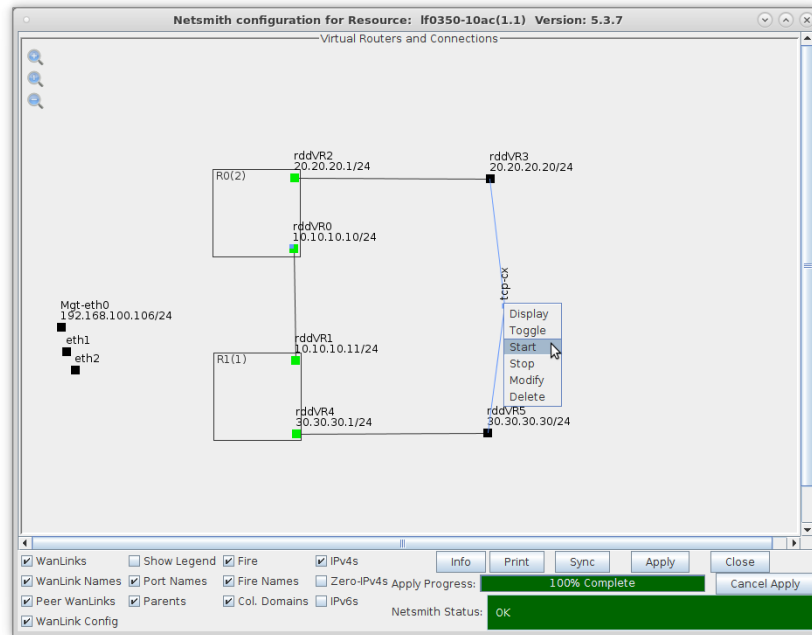 Netsmith configuration for Resource: lf0350-10ac(1.1) Version: 5.3.7
Virtual Routers and Connections
rddVR2
20.20.20.1/24
rddVR3
20.20.20.20/24
R0(2)
rddVR0
10.10.10.10/24
tcp-cx
Mgt-eth0
192.168.100.106/24
eth1
eth2
Display
Toggle
Start
Stop
Modify
Delete
rddVR1
10.10.10.11/24
R1(1)
rddVR4
30.30.30.1/24
rddVR5
30.30.30.30/24
WanLinks Show Legend Fire IPv4s Info Print Sync Apply Close
WanLink Names Port Names Fire Names Zero-IPv4s Apply Progress: 100% Complete Cancel Apply
Peer WanLinks Parents Col. Domains IPv6s Netsmith Status: OK
WanLink Config